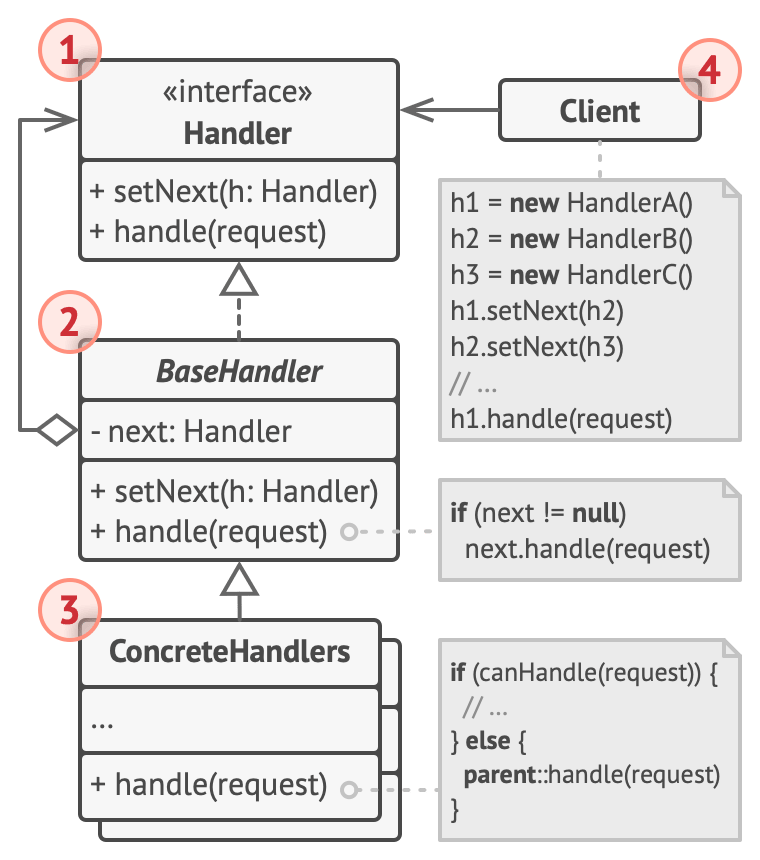 1
«interface»
Handler
+ setNext(h: Handler)
+ handle(request)
4
Client
h1 = new HandlerA()
h2 = new HandlerB()
h3 = new HandlerC()
h1.setNext(h2)
h2.setNext(h3)
// ...
h1.handle(request)
2
BaseHandler
- next: Handler
+ setNext(h: Handler)
+ handle(request)
if (next != null)
next.handle(request)
3
ConcreteHandlers
...
+ handle(request)
if (canHandle(request)) {
// ...
} else {
parent::handle(request)
}